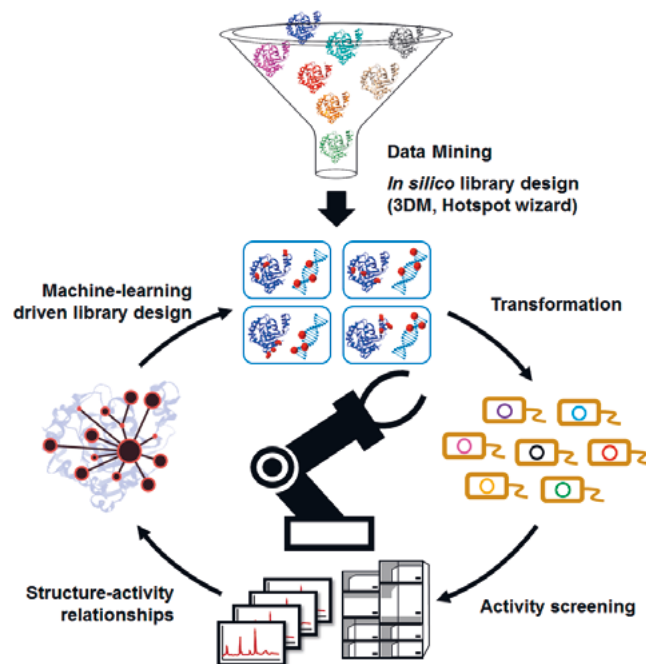 Data Mining
In silico library design
(3DM, Hotspot wizard)
Machine-learning
driven library design
Transformation
Structure-activity
relationships
Activity screening